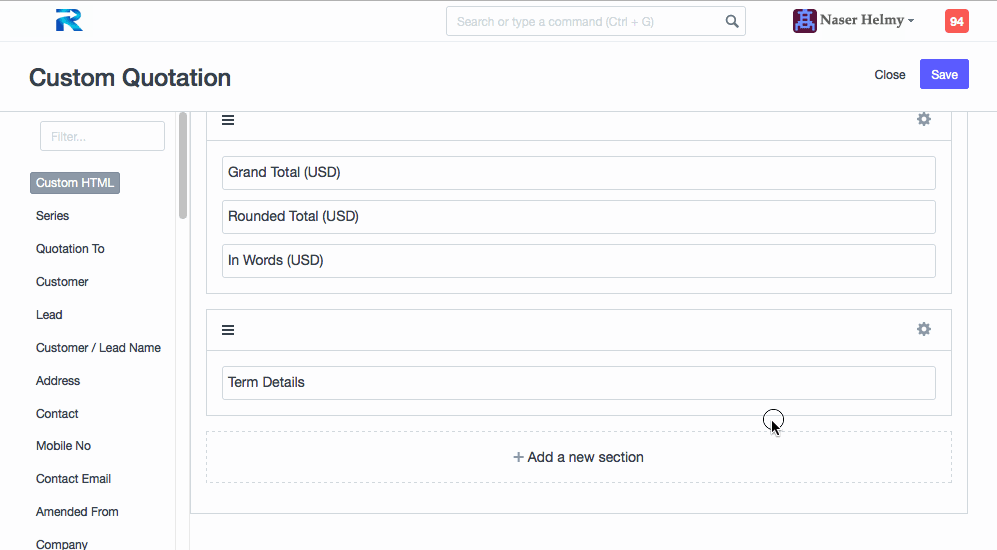 Search or type a command (Ctrl + G)
Naser Helmy
94
Custom Quotation
Close
Save
Filter...
Custom HTML
Series
Quotation To
Customer
Lead
Customer / Lead Name
Address
Contact
Mobile No
Contact Email
Amended From
Company
Grand Total (USD)
Rounded Total (USD)
In Words (USD)
Term Details
+ Add a new section